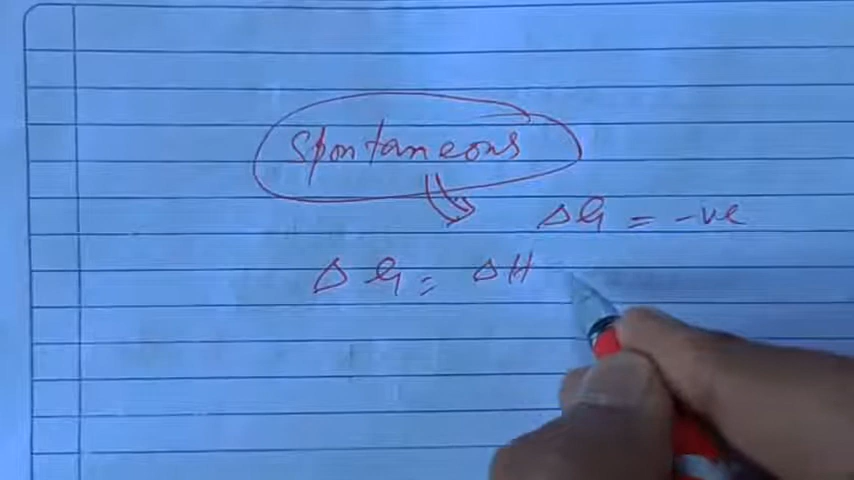 spontaneous
ΔG = -ve
ΔG = ΔH